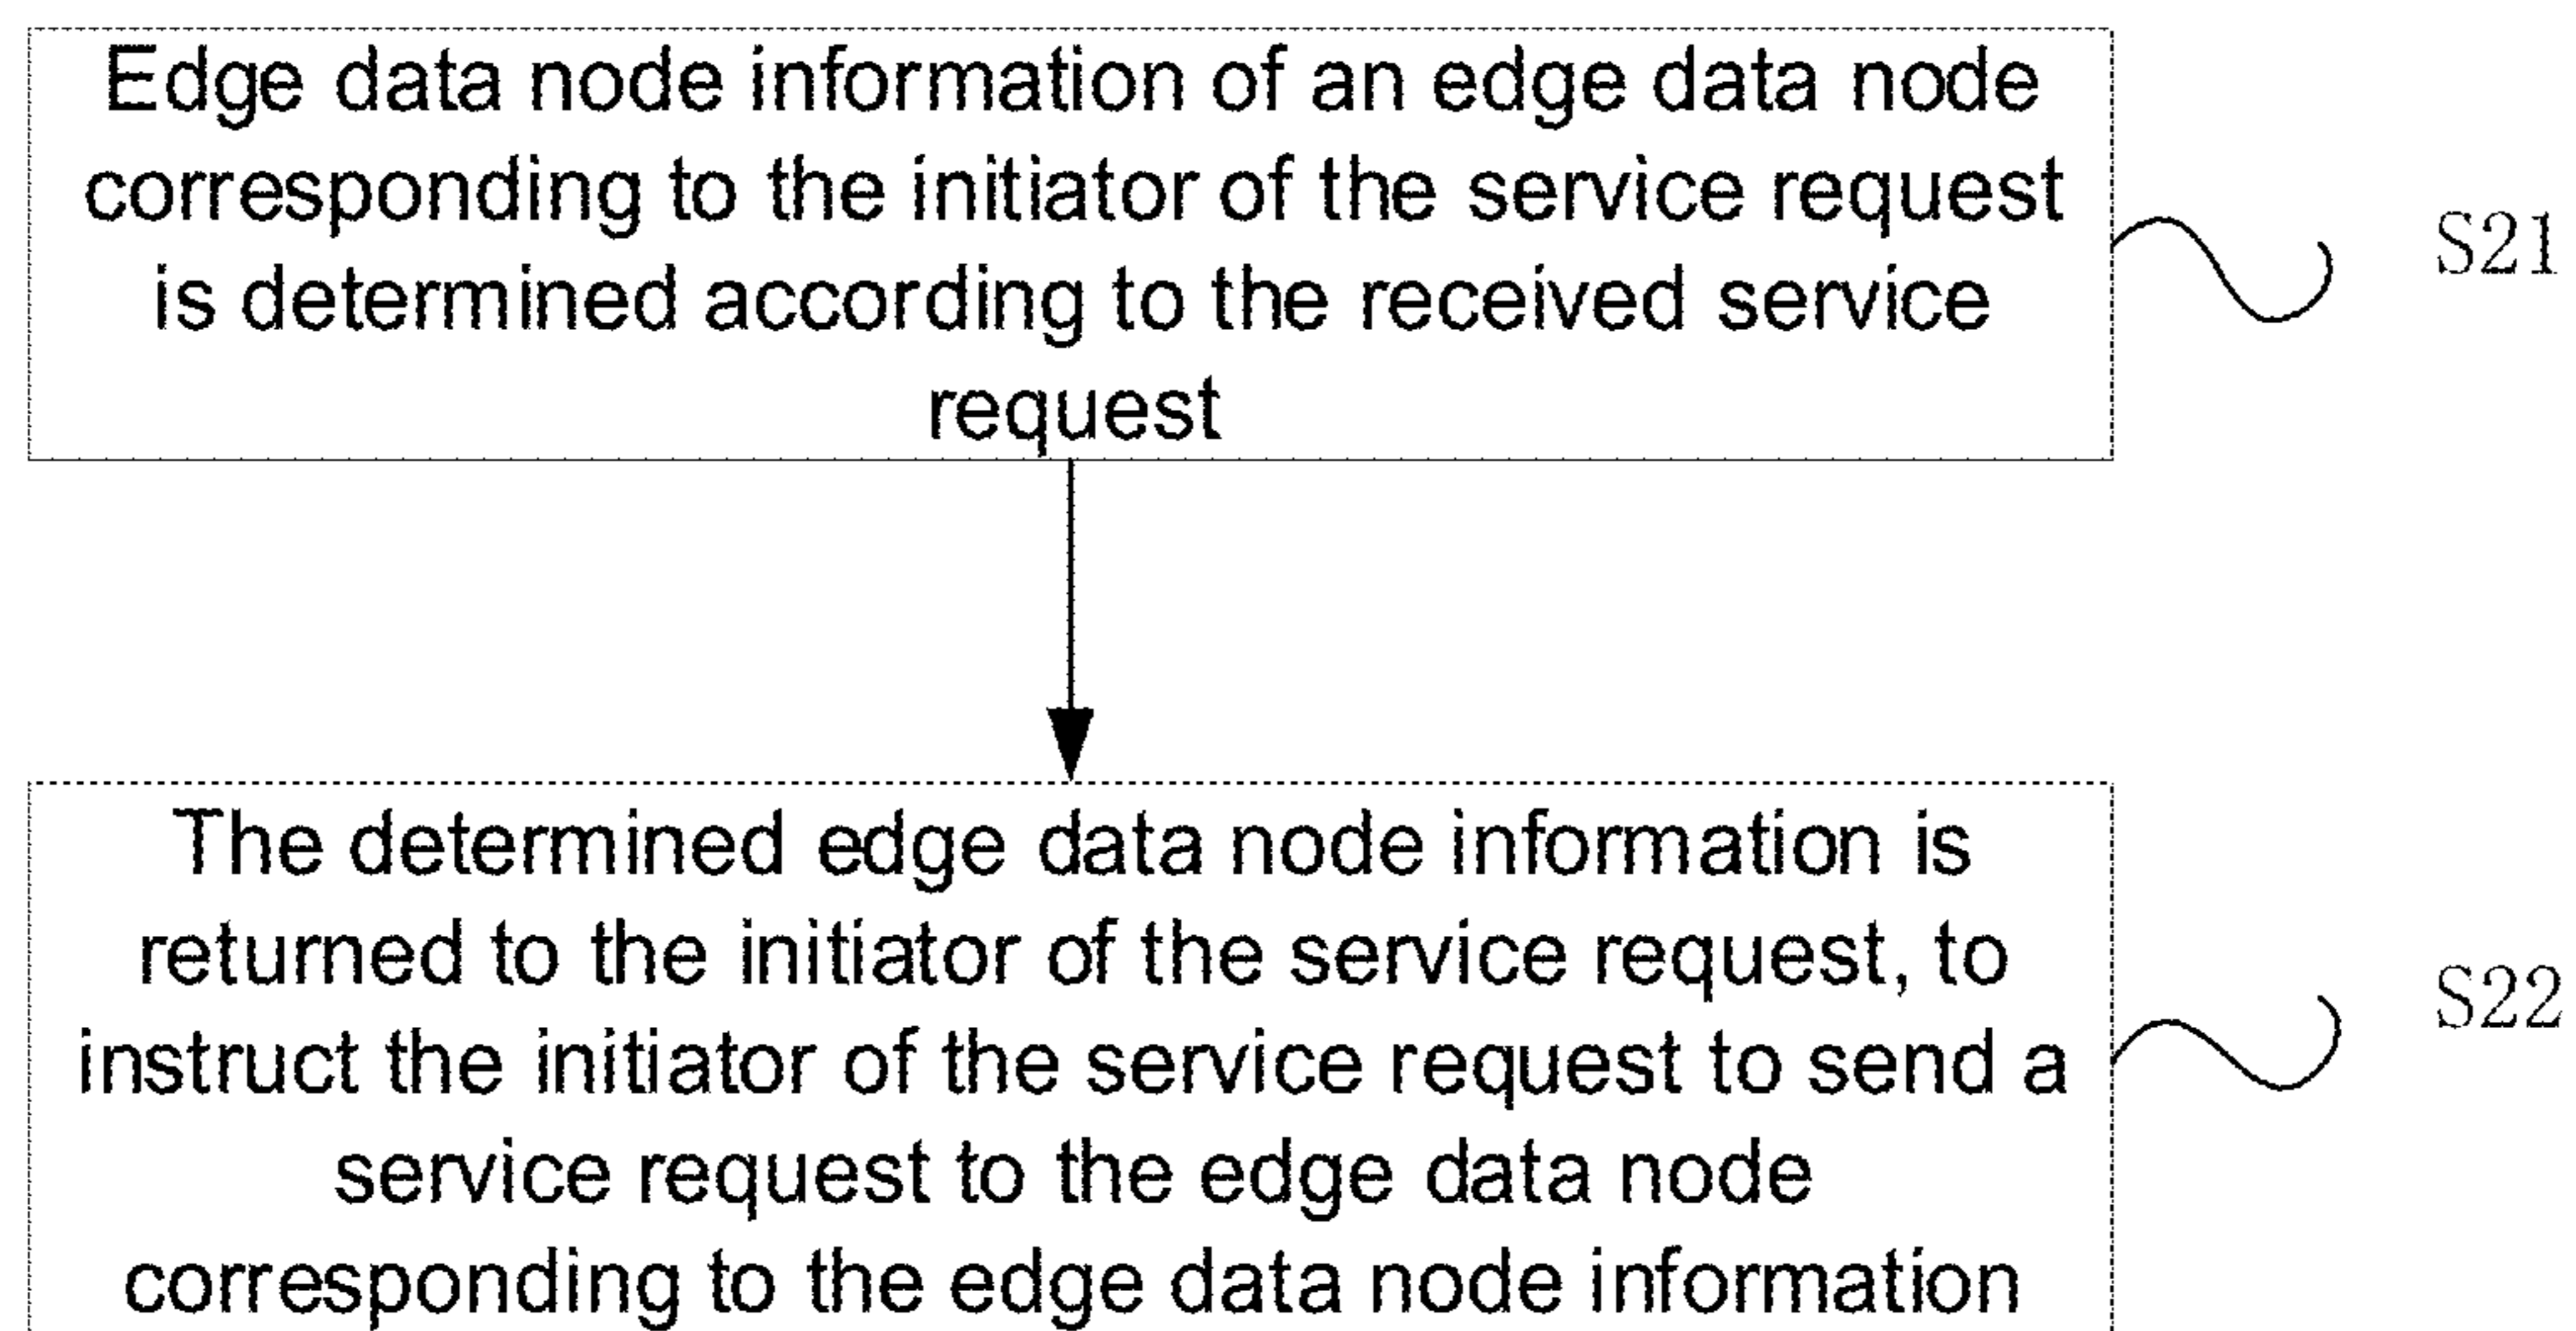 Edge data node information of an edge data node
corresponding to the initiator of the service request
is determined according to the received service
request
S21
The determined edge data node information is
returned to the initiator of the service request, to
instruct the initiator of the service request to send a
service request to the edge data node
corresponding to the edge data node information
S22